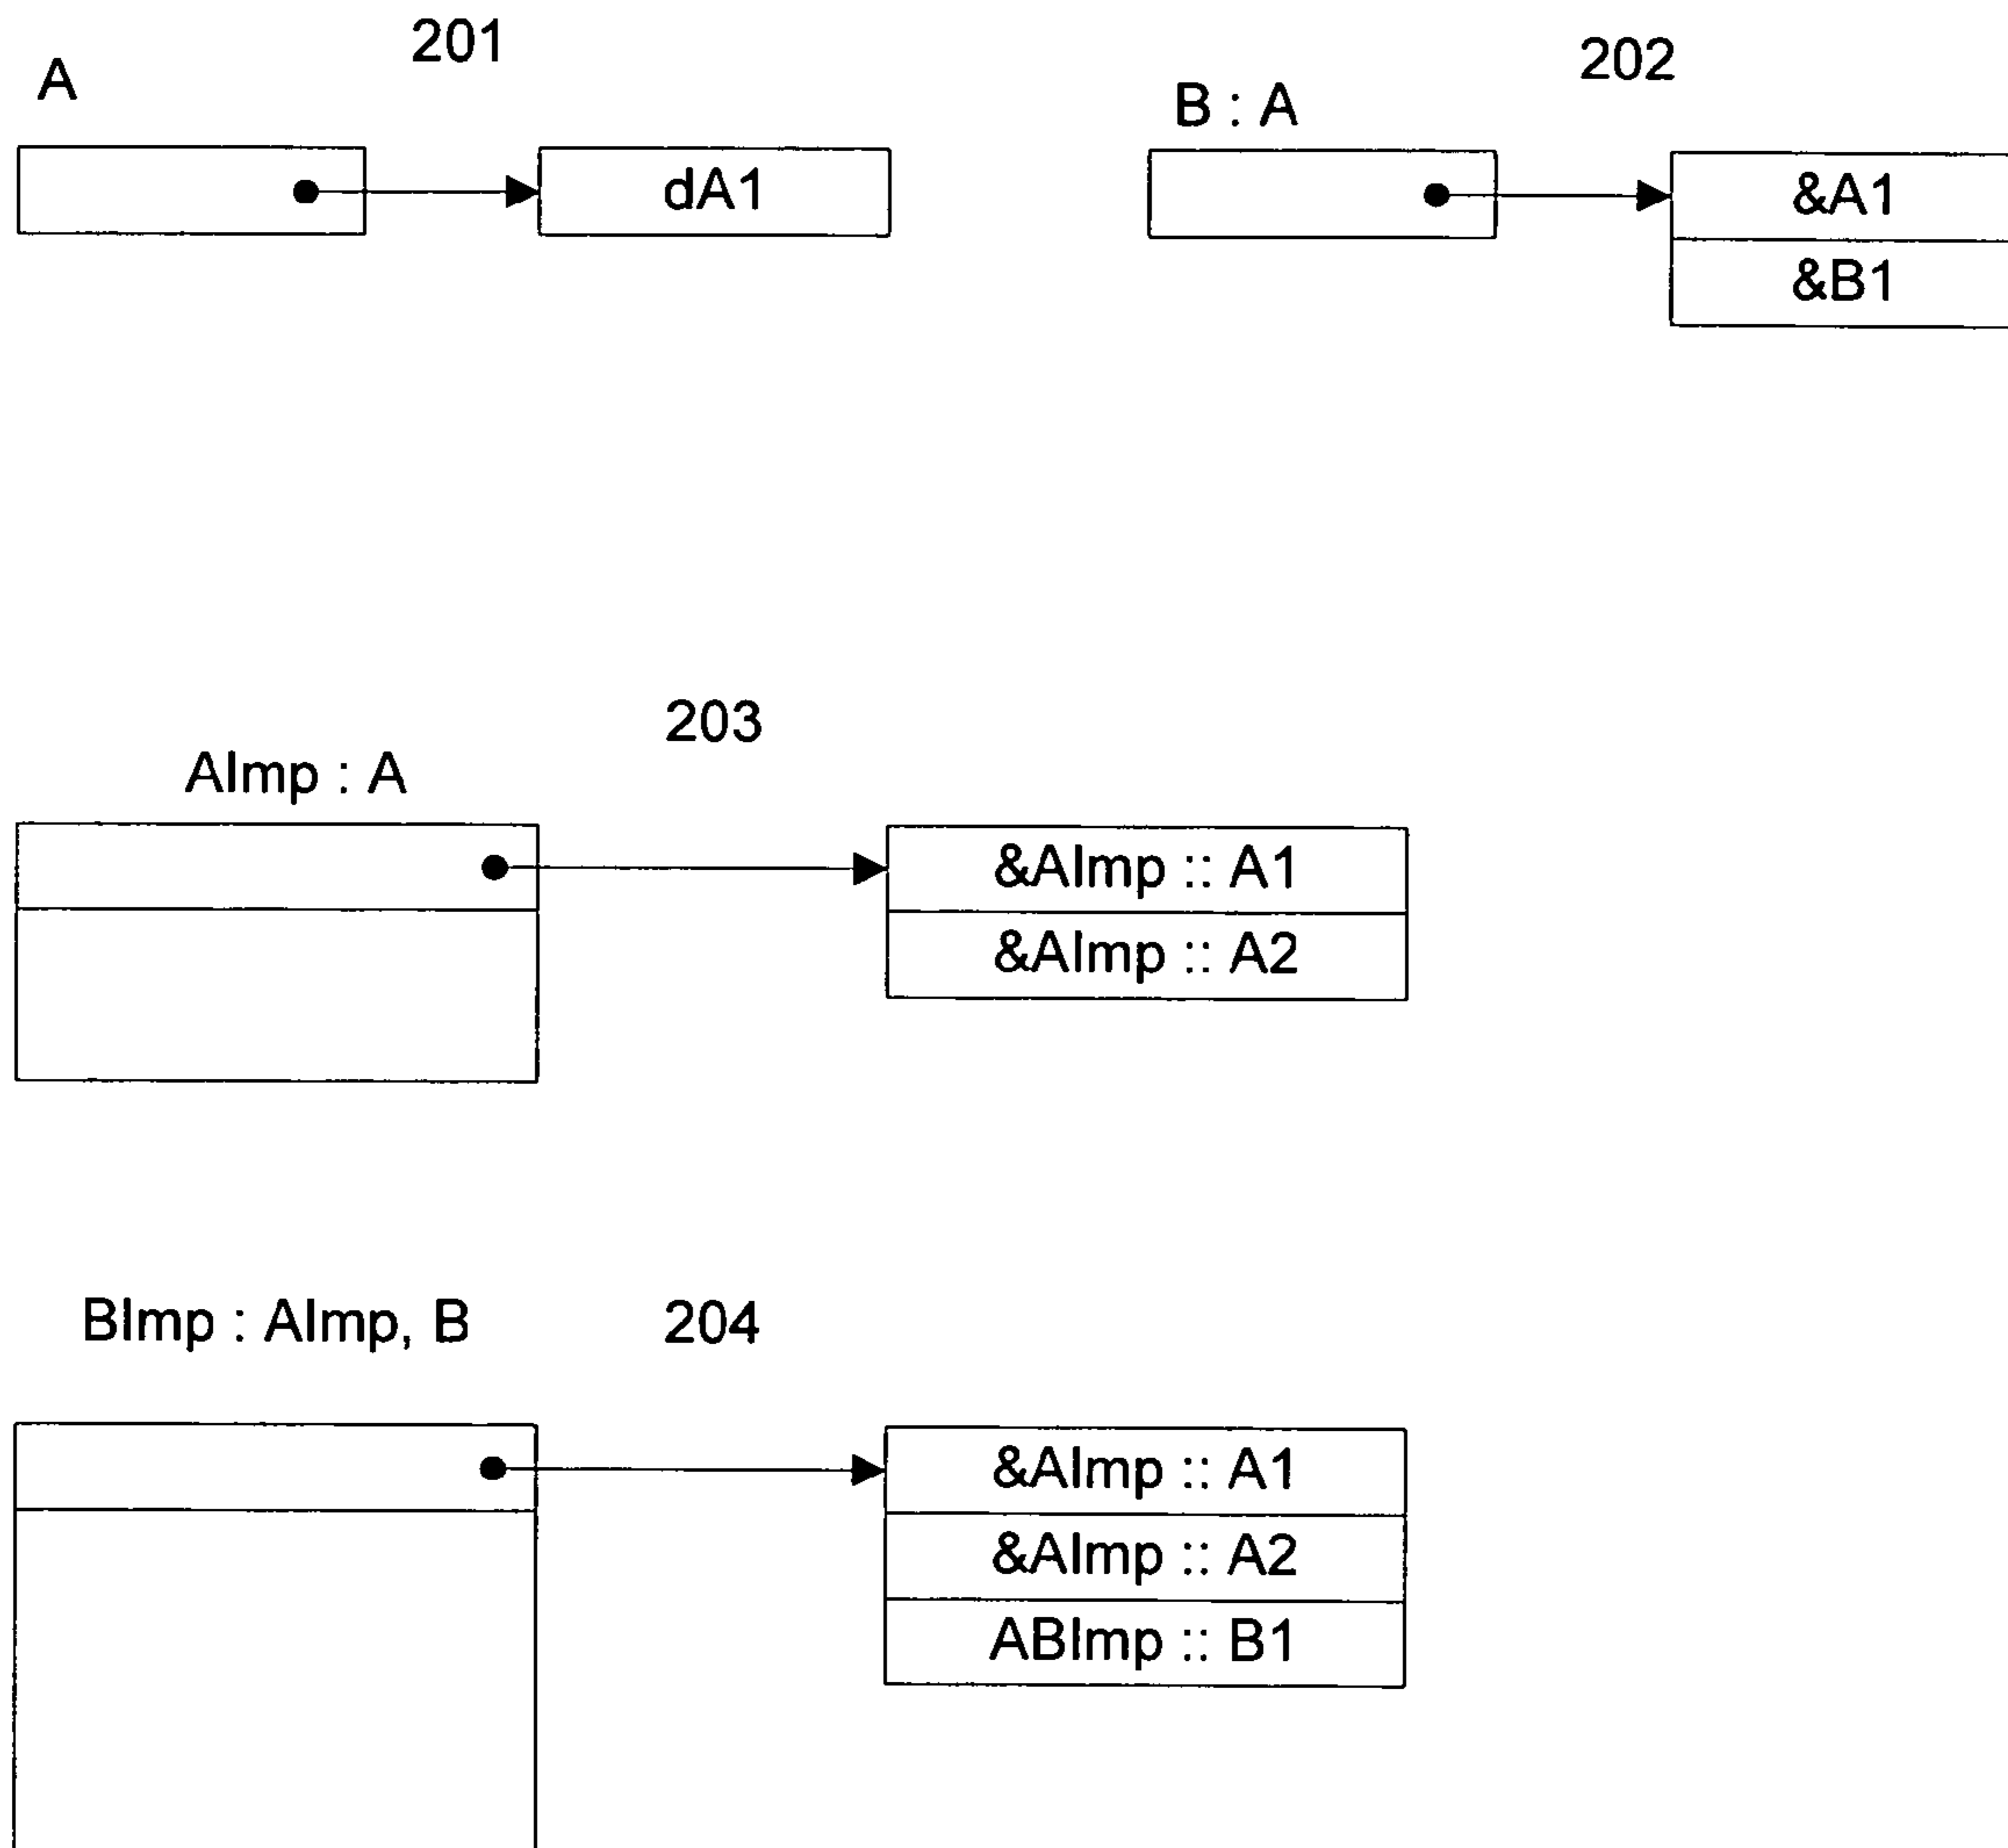 201
A
dA1
202
B : A
&A1
&B1
203
AImp : A
&AImp :: A1
&AImp :: A2
BImp : AImp, B
204
&AImp :: A1
&AImp :: A2
ABImp :: B1